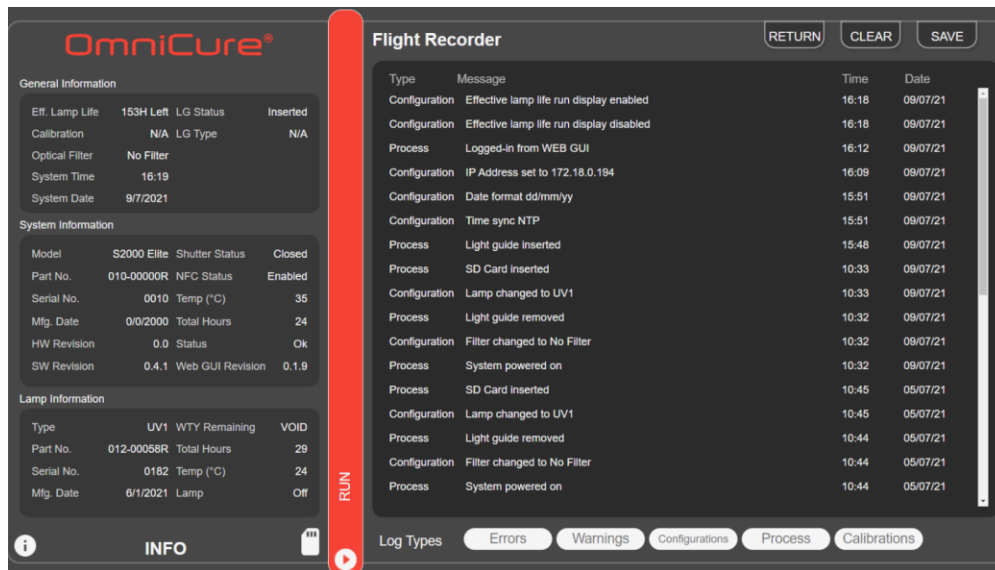 OmniCure®
General Information
Eff. Lamp Life 153H Left LG Status Inserted
Calibration N/A LG Type N/A
Optical Filter No Filter
System Time 16:19
System Date 9/7/2021
System Information
Model S2000 Elite Shutter Status Closed
Part No. 010-00000R NFC Status Enabled
Serial No. 0010 Temp (°C) 35
Mfg. Date 0/0/2000 Total Hours 24
HW Revision 0.0 Status Ok
SW Revision 0.4.1 Web GUI Revision 0.1.9
Lamp Information
Type UV1 WTY Remaining VOID
Part No. 012-00058R Total Hours 29
Serial No. 0182 Temp (°C) 24
Mfg. Date 6/1/2021 Lamp Off
INFO
RUN
Flight Recorder RETURN CLEAR SAVE
Type Message Time Date
Configuration Effective lamp life run display enabled 16:18 09/07/21
Configuration Effective lamp life run display disabled 16:18 09/07/21
Process Logged-in from WEB GUI 16:12 09/07/21
Configuration IP Address set to 172.18.0.194 16:09 09/07/21
Configuration Date format dd/mm/yy 15:51 09/07/21
Configuration Time sync NTP 15:51 09/07/21
Process Light guide inserted 15:48 09/07/21
Process SD Card inserted 10:33 09/07/21
Configuration Lamp changed to UV1 10:33 09/07/21
Process Light guide removed 10:32 09/07/21
Configuration Filter changed to No Filter 10:32 09/07/21
Process System powered on 10:32 09/07/21
Process SD Card inserted 10:45 05/07/21
Configuration Lamp changed to UV1 10:45 05/07/21
Process Light guide removed 10:44 05/07/21
Configuration Filter changed to No Filter 10:44 05/07/21
Process System powered on 10:44 05/07/21
Log Types Errors Warnings Configurations Process Calibrations